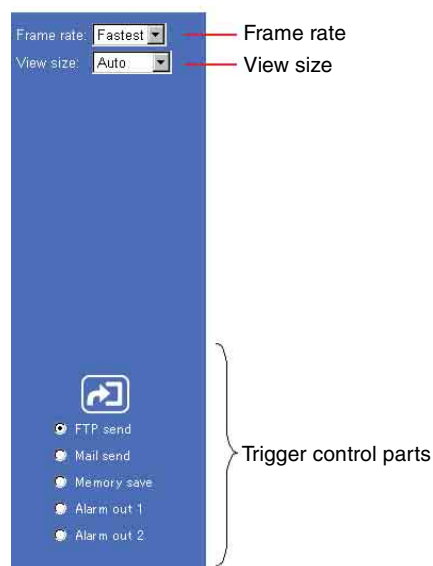 Frame rate: Fastest Frame rate
View size: Auto View size
FTP send
Mail send
Memory save
Alarm out 1
Alarm out 2
Trigger control parts